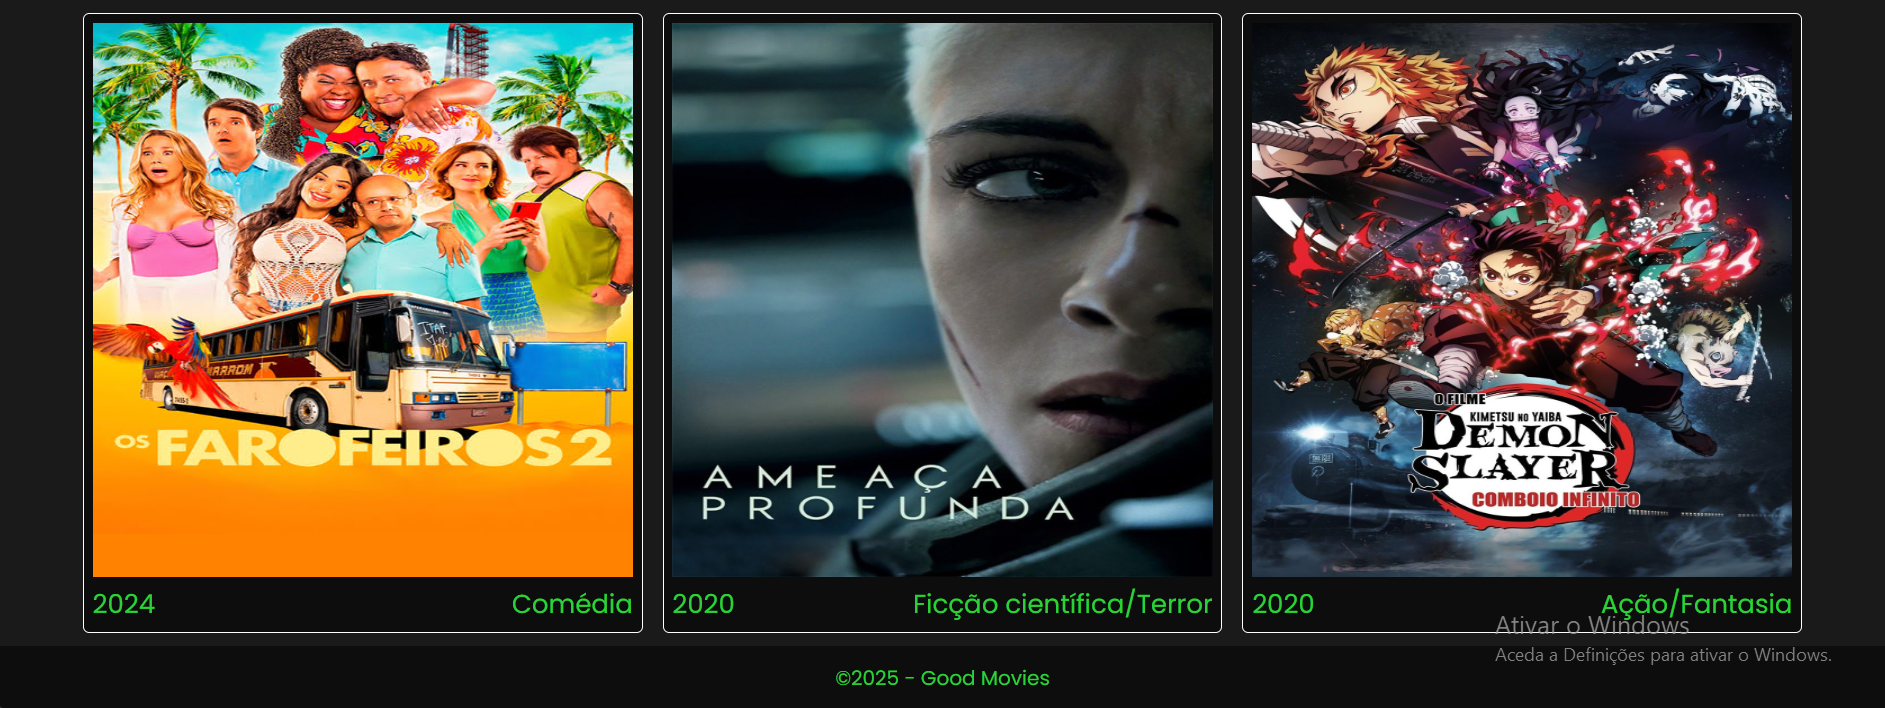 ITAP
OS FAROFEIROS 2
2024
Comédia
AMEAÇA
PROFUNDA
2020
Ficção científica/Terror
O FILME
KIMETSU NO YAIBA
DEMON
SLAYER
COMBOIO INFINITO
2020
Ação/Fantasia
Ativar o Windows
Aceda a Definições para ativar o Windows.
©2025 - Good Movies